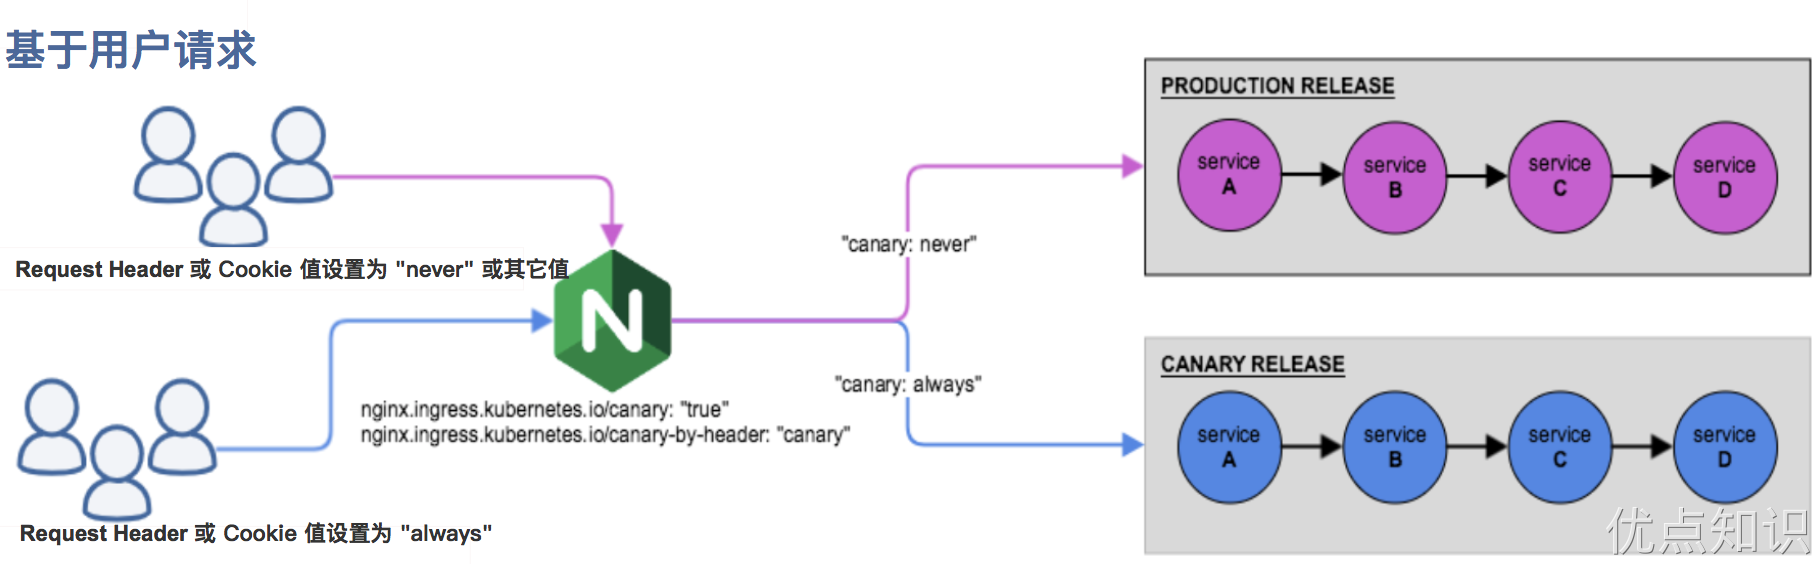 基于用户请求
Request Header 或 Cookie 值设置为 "never" 或其它值
Request Header 或 Cookie 值设置为 "always"
N
nginx.ingress.kubernetes.io/canary: "true"
nginx.ingress.kubernetes.io/canary-by-header: "canary"
"canary: never"
"canary: always"
PRODUCTION RELEASE
service
A
service
B
service
C
service
D
CANARY RELEASE
service
A
service
B
service
C
service
D
优点知识